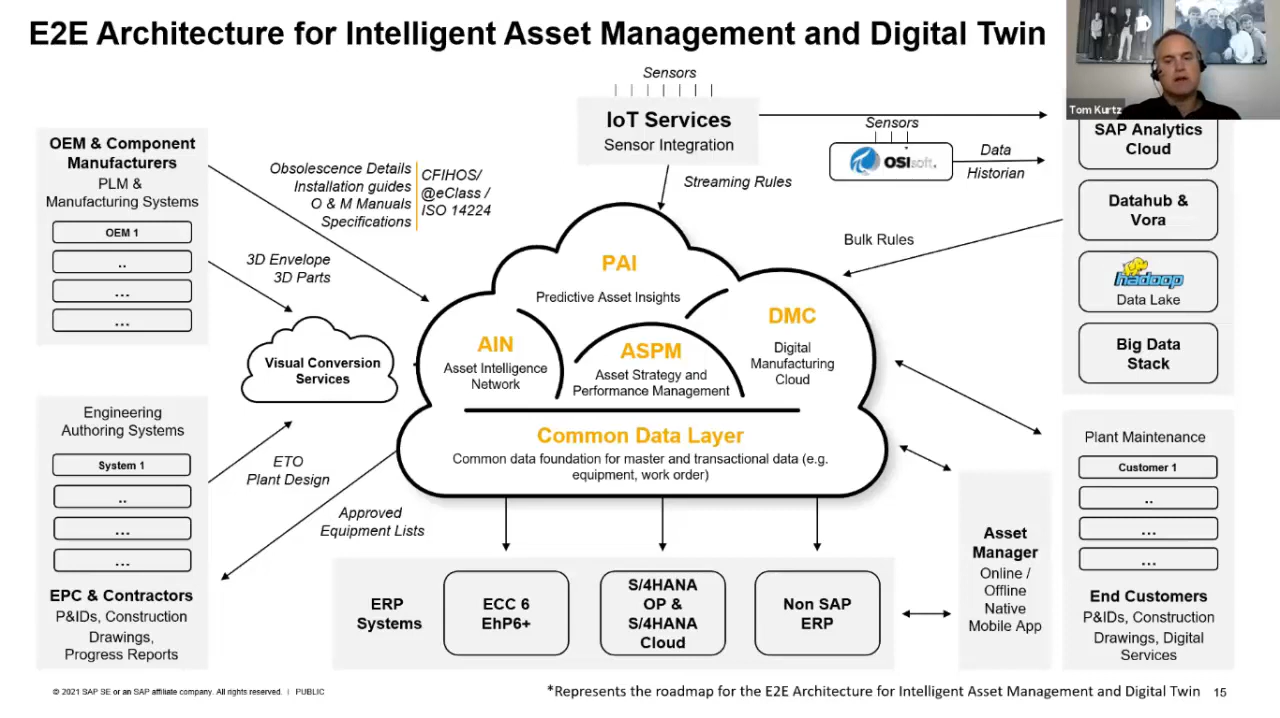 E2E Architecture for Intelligent Asset Management and Digital Twin
Tom Kurtz
Sensors
IoT Services
Sensor Integration
Streaming Rules
Sensors
OSIsoft.
Data
Historian
SAP Analytics
Cloud
Datahub &
Vora
hadoop
Data Lake
Big Data
Stack
Bulk Rules
OEM & Component
Manufacturers
PLM &
Manufacturing Systems
OEM 1
..
...
...
Obsolescence Details
Installation guides
O & M Manuals
Specifications
CFIHOS/
@eClass /
ISO 14224
3D Envelope
3D Parts
Visual Conversion
Services
PAI
Predictive Asset Insights
AIN
Asset Intelligence
Network
ASPM
Asset Strategy and
Performance Management
DMC
Digital
Manufacturing
Cloud
Common Data Layer
Common data foundation for master and transactional data (e.g.
equipment, work order)
Engineering
Authoring Systems
System 1
..
...
...
EPC & Contractors
P&IDs, Construction
Drawings,
Progress Reports
ETO
Plant Design
Approved
Equipment Lists
ERP
Systems
ECC 6
EhP6+
S/4HANA
OP &
S/4HANA
Cloud
Non SAP
ERP
Asset
Manager
Online /
Offline
Native
Mobile App
Plant Maintenance
Customer 1
..
...
...
End Customers
P&IDs, Construction
Drawings, Digital
Services
© 2021 SAP SE or an SAP affiliate company. All rights reserved. | PUBLIC
*Represents the roadmap for the E2E Architecture for Intelligent Asset Management and Digital Twin
15